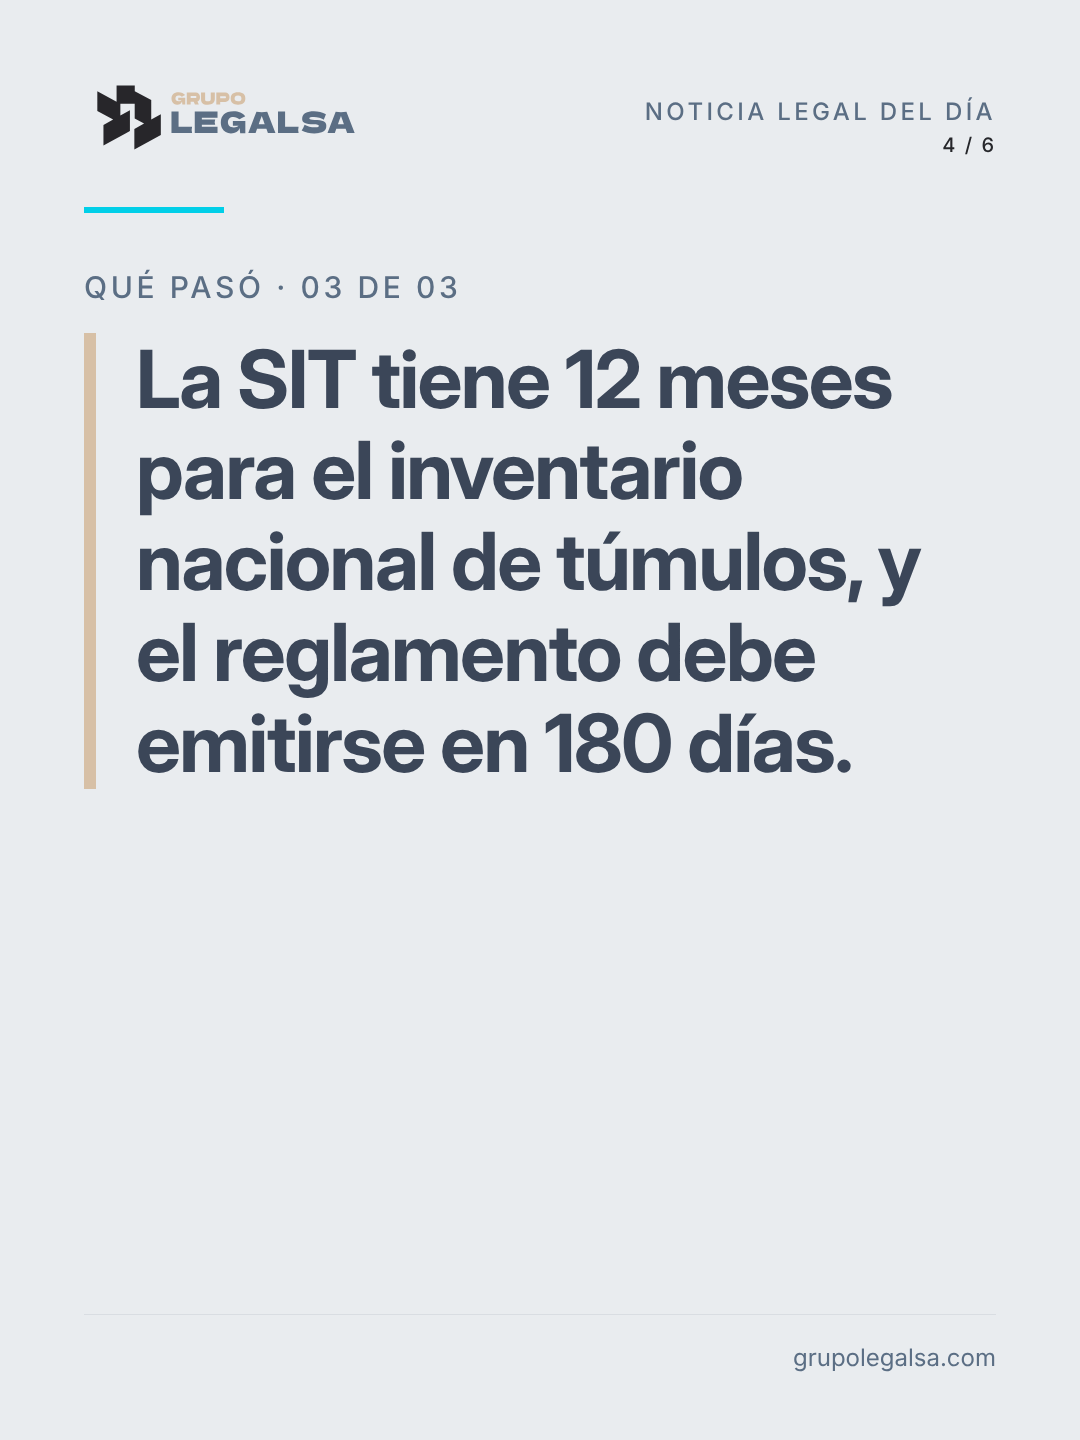 GRUPO
LEGALSA
NOTICIA LEGAL DEL DÍA
4 / 6
QUÉ PASÓ · 03 DE 03
La SIT tiene 12 meses
para el inventario
nacional de túmulos, y
el reglamento debe
emitirse en 180 días.
grupolegalsa.com